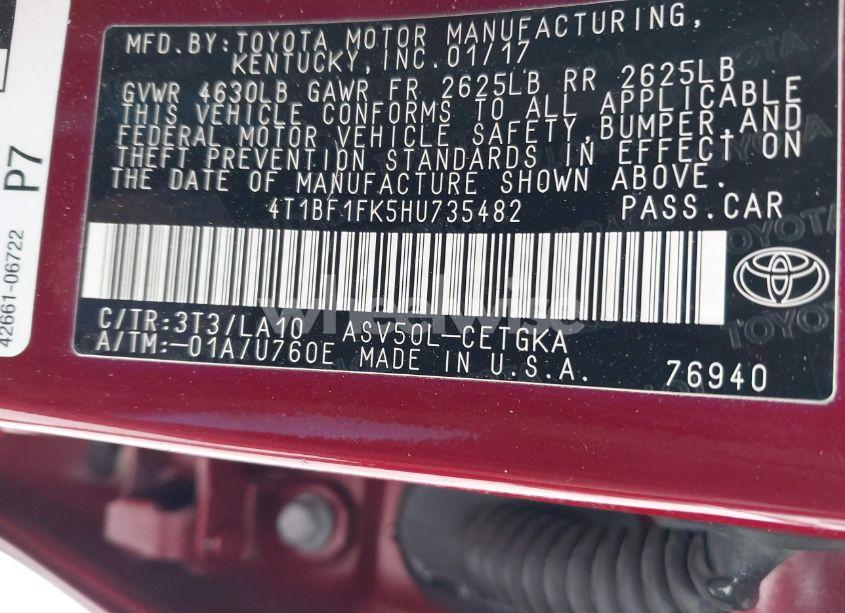 MFD. BY: TOYOTA MOTOR MANUFACTURING,
KENTUCKY, INC. 01/17
GVWR 4630LB GAWR FR 2625LB RR 2625LB
THIS VEHICLE CONFORMS TO ALL APPLICABLE
FEDERAL MOTOR VEHICLE SAFETY, BUMPER, AND
THEFT PREVENTION STANDARDS IN EFFECT ON
THE DATE OF MANUFACTURE SHOWN ABOVE.
4T1BF1FK5HU735482 PASS. CAR
C/TR: 3T3/LA10 ASV50L-CETGKA
A/TM:-01A/U760E MADE IN U.S.A. 76940
P7
42661-06722
wheelwise
TOYOTA
TOYOTA